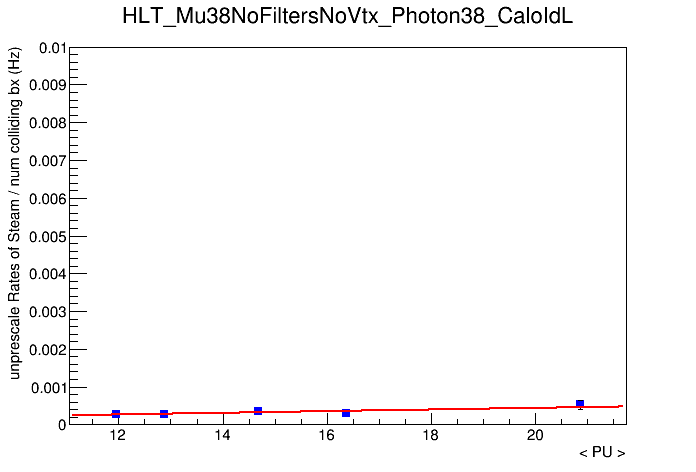 HLT_Mu38NoFiltersNoVtx_Photon38_CaloIdL
unprescale Rates of Steam / num colliding bx (Hz)
0.01
0.009
0.008
0.007
0.006
0.005
0.004
0.003
0.002
0.001
0
12 14 16 18 20
< PU >